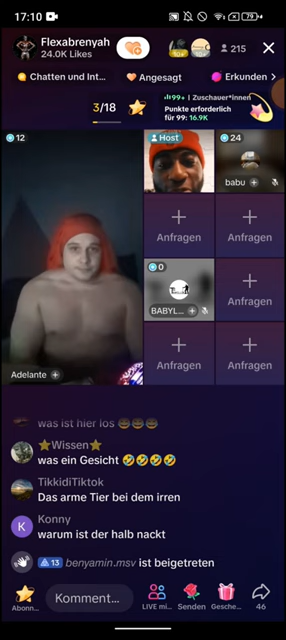 17:10
79
Flexabrenyah
24.0K Likes
10+
215
Chatten und Int...
Angesagt
Erkunden
3/18
99+ | Zuschauer*innen
Punkte erforderlich
für 99: 16.9K
12
Host
24
babu
Anfragen
Anfragen
0
BABYL...
Anfragen
Anfragen
Anfragen
Adelante
was ist hier los 😂😂😂
⭐Wissen⭐
was ein Gesicht 🤣🤣🤣🤣
TikkidiTiktok
Das arme Tier bei dem irren
K
Konny
warum ist der halb nackt
13 benyamin.msv ist beigetreten
Abonn...
Komment...
LIVE mi...
Senden
Gesche...
46